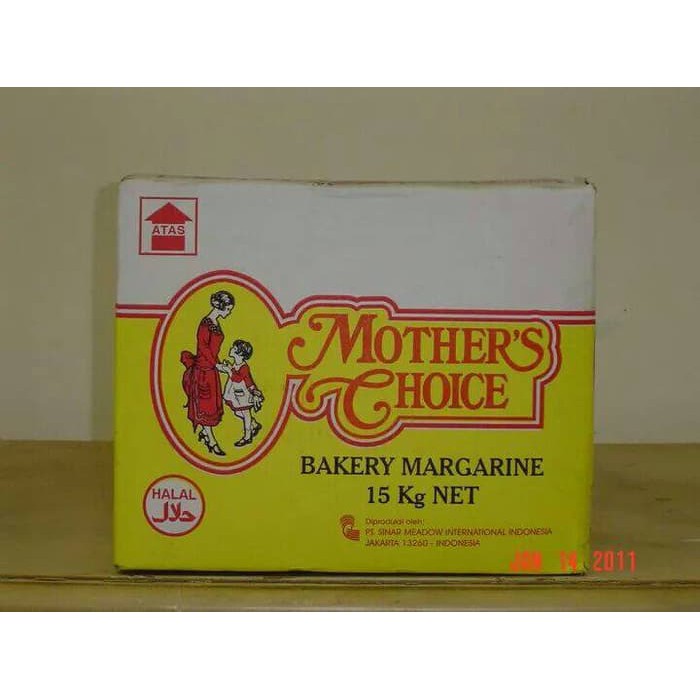 ATAS
MOTHER'S
CHOICE
BAKERY MARGARINE
15 Kg NET
HALAL
حلال
Diproduksi oleh:
PT. SINAR MEADOW INTERNATIONAL INDONESIA
JAKARTA 13260 - INDONESIA
14 2011